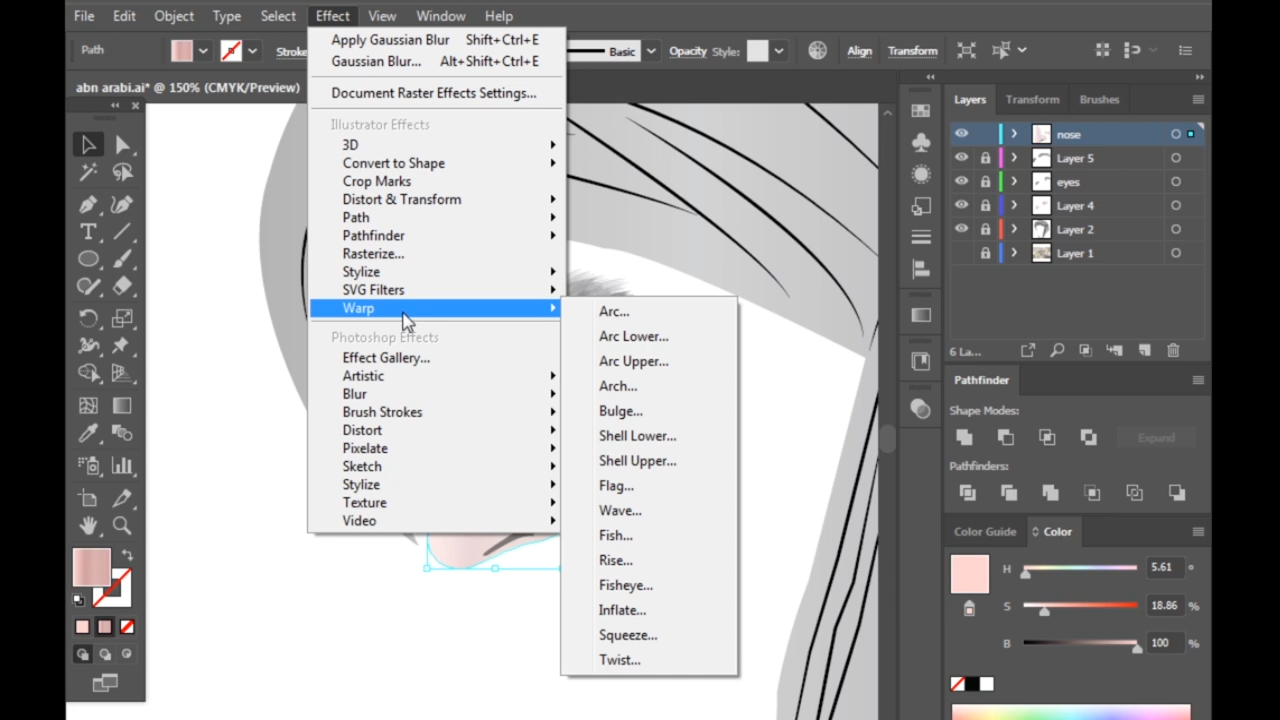 File Edit Object Type Select Effect View Window Help
Path Stroke Basic Opacity Style: Align Transform
abn arabi.ai* @ 150% (CMYK/Preview)
Apply Gaussian Blur Shift+Ctrl+E
Gaussian Blur... Alt+Shift+Ctrl+E
Document Raster Effects Settings...
Illustrator Effects
3D
Convert to Shape
Crop Marks
Distort & Transform
Path
Pathfinder
Rasterize...
Stylize
SVG Filters
Warp
Photoshop Effects
Effect Gallery...
Artistic
Blur
Brush Strokes
Distort
Pixelate
Sketch
Stylize
Texture
Video
Arc...
Arc Lower...
Arc Upper...
Arch...
Bulge...
Shell Lower...
Shell Upper...
Flag...
Wave...
Fish...
Rise...
Fisheye...
Inflate...
Squeeze...
Twist...
Layers Transform Brushes
nose
Layer 5
eyes
Layer 4
Layer 2
Layer 1
6 La...
Pathfinder
Shape Modes:
Expand
Pathfinders:
Color Guide Color
H 5.61 °
S 18.86 %
B 100 %